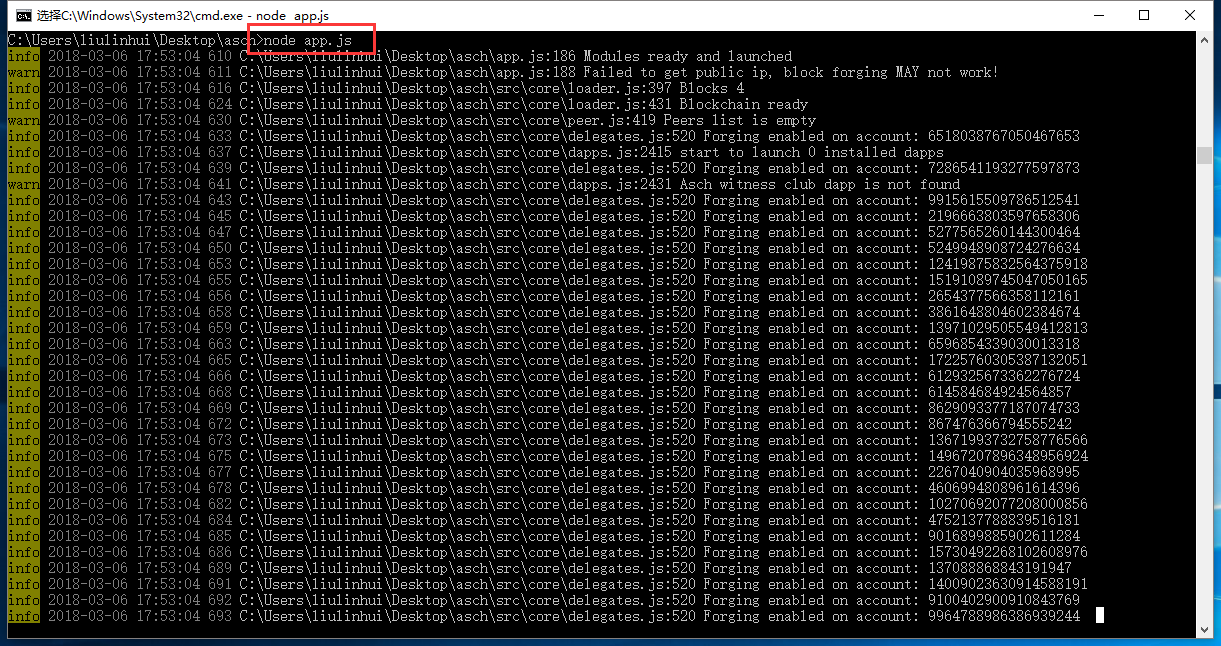 选择C:\Windows\System32\cmd.exe - node  app.js
C:\Users\liulinhui\Desktop\asch>node app.js
info 2018-03-06 17:53:04 610 C:\Users\liulinhui\Desktop\asch\app.js:186 Modules ready and launched
warn 2018-03-06 17:53:04 611 C:\Users\liulinhui\Desktop\asch\app.js:188 Failed to get public ip, block forging MAY not work!
info 2018-03-06 17:53:04 616 C:\Users\liulinhui\Desktop\asch\src\core\loader.js:397 Blocks 4
info 2018-03-06 17:53:04 624 C:\Users\liulinhui\Desktop\asch\src\core\loader.js:431 Blockchain ready
warn 2018-03-06 17:53:04 630 C:\Users\liulinhui\Desktop\asch\src\core\peer.js:419 Peers list is empty
info 2018-03-06 17:53:04 633 C:\Users\liulinhui\Desktop\asch\src\core\delegates.js:520 Forging enabled on account: 6518038767050467653
info 2018-03-06 17:53:04 637 C:\Users\liulinhui\Desktop\asch\src\core\dapps.js:2415 start to launch 0 installed dapps
info 2018-03-06 17:53:04 639 C:\Users\liulinhui\Desktop\asch\src\core\delegates.js:520 Forging enabled on account: 7286541193277597873
warn 2018-03-06 17:53:04 641 C:\Users\liulinhui\Desktop\asch\src\core\dapps.js:2431 Asch witness club dapp is not found
info 2018-03-06 17:53:04 643 C:\Users\liulinhui\Desktop\asch\src\core\delegates.js:520 Forging enabled on account: 9915615509786512541
info 2018-03-06 17:53:04 645 C:\Users\liulinhui\Desktop\asch\src\core\delegates.js:520 Forging enabled on account: 2196663803597658306
info 2018-03-06 17:53:04 647 C:\Users\liulinhui\Desktop\asch\src\core\delegates.js:520 Forging enabled on account: 5277565260144300464
info 2018-03-06 17:53:04 650 C:\Users\liulinhui\Desktop\asch\src\core\delegates.js:520 Forging enabled on account: 5249948908724276634
info 2018-03-06 17:53:04 653 C:\Users\liulinhui\Desktop\asch\src\core\delegates.js:520 Forging enabled on account: 12419875832564375918
info 2018-03-06 17:53:04 655 C:\Users\liulinhui\Desktop\asch\src\core\delegates.js:520 Forging enabled on account: 15191089745047050165
info 2018-03-06 17:53:04 656 C:\Users\liulinhui\Desktop\asch\src\core\delegates.js:520 Forging enabled on account: 2654377566358112161
info 2018-03-06 17:53:04 658 C:\Users\liulinhui\Desktop\asch\src\core\delegates.js:520 Forging enabled on account: 3861648804602384674
info 2018-03-06 17:53:04 659 C:\Users\liulinhui\Desktop\asch\src\core\delegates.js:520 Forging enabled on account: 13971029505549412813
info 2018-03-06 17:53:04 663 C:\Users\liulinhui\Desktop\asch\src\core\delegates.js:520 Forging enabled on account: 6596854339030013318
info 2018-03-06 17:53:04 665 C:\Users\liulinhui\Desktop\asch\src\core\delegates.js:520 Forging enabled on account: 17225760305387132051
info 2018-03-06 17:53:04 666 C:\Users\liulinhui\Desktop\asch\src\core\delegates.js:520 Forging enabled on account: 6129325673362276724
info 2018-03-06 17:53:04 668 C:\Users\liulinhui\Desktop\asch\src\core\delegates.js:520 Forging enabled on account: 614584684924564857
info 2018-03-06 17:53:04 669 C:\Users\liulinhui\Desktop\asch\src\core\delegates.js:520 Forging enabled on account: 8629093377187074733
info 2018-03-06 17:53:04 672 C:\Users\liulinhui\Desktop\asch\src\core\delegates.js:520 Forging enabled on account: 867476366794555242
info 2018-03-06 17:53:04 673 C:\Users\liulinhui\Desktop\asch\src\core\delegates.js:520 Forging enabled on account: 13671993732758776566
info 2018-03-06 17:53:04 675 C:\Users\liulinhui\Desktop\asch\src\core\delegates.js:520 Forging enabled on account: 14967207896348956924
info 2018-03-06 17:53:04 677 C:\Users\liulinhui\Desktop\asch\src\core\delegates.js:520 Forging enabled on account: 2267040904035968995
info 2018-03-06 17:53:04 678 C:\Users\liulinhui\Desktop\asch\src\core\delegates.js:520 Forging enabled on account: 4606994808961614396
info 2018-03-06 17:53:04 682 C:\Users\liulinhui\Desktop\asch\src\core\delegates.js:520 Forging enabled on account: 10270692077208000856
info 2018-03-06 17:53:04 684 C:\Users\liulinhui\Desktop\asch\src\core\delegates.js:520 Forging enabled on account: 4752137788839516181
info 2018-03-06 17:53:04 685 C:\Users\liulinhui\Desktop\asch\src\core\delegates.js:520 Forging enabled on account: 9016899885902611284
info 2018-03-06 17:53:04 686 C:\Users\liulinhui\Desktop\asch\src\core\delegates.js:520 Forging enabled on account: 15730492268102608976
info 2018-03-06 17:53:04 689 C:\Users\liulinhui\Desktop\asch\src\core\delegates.js:520 Forging enabled on account: 137088868843191947
info 2018-03-06 17:53:04 691 C:\Users\liulinhui\Desktop\asch\src\core\delegates.js:520 Forging enabled on account: 14009023630914588191
info 2018-03-06 17:53:04 692 C:\Users\liulinhui\Desktop\asch\src\core\delegates.js:520 Forging enabled on account: 9100402900910843769
info 2018-03-06 17:53:04 693 C:\Users\liulinhui\Desktop\asch\src\core\delegates.js:520 Forging enabled on account: 9964788986386939244